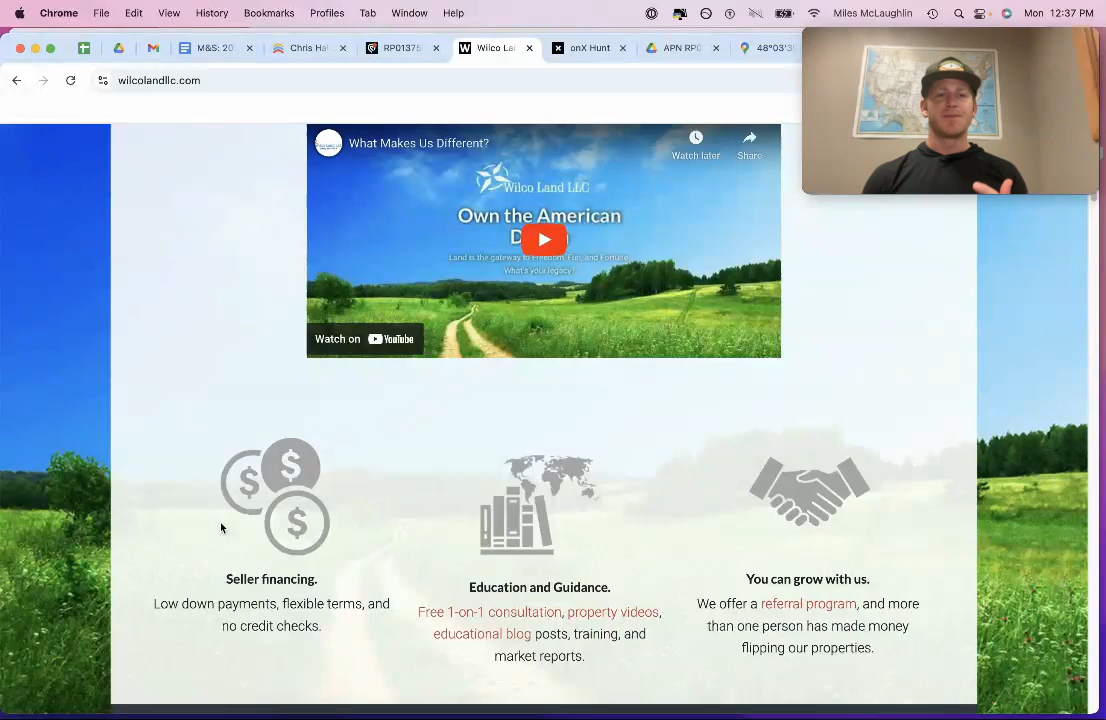 Chrome File Edit View History Bookmarks Profiles Tab Window Help Miles McLaughlin Mon 12:37 PM
M&S: 20 Chris Ha RP0137 Wilco La onX Hunt APN RP0 48°03'3
wilcolandllc.com
What Makes Us Different?
Watch later Share
Wilco Land LLC
Own the American
Land is the gateway to Freedom, Fun, and Fortune
What's your legacy?
Watch on YouTube
Seller financing.
Low down payments, flexible terms, and
no credit checks.
Education and Guidance.
Free 1-on-1 consultation, property videos,
educational blog posts, training, and
market reports.
You can grow with us.
We offer a referral program, and more
than one person has made money
flipping our properties.